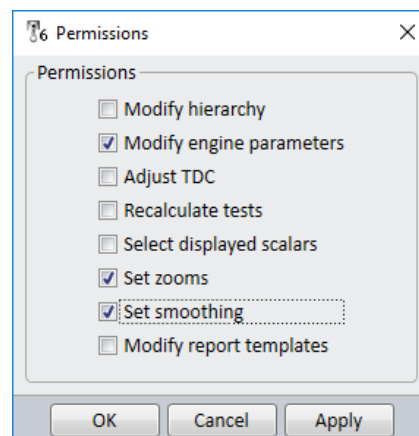 6 Permissions
Permissions
Modify hierarchy
Modify engine parameters
Adjust TDC
Recalculate tests
Select displayed scalars
Set zooms
Set smoothing
Modify report templates
OK Cancel Apply